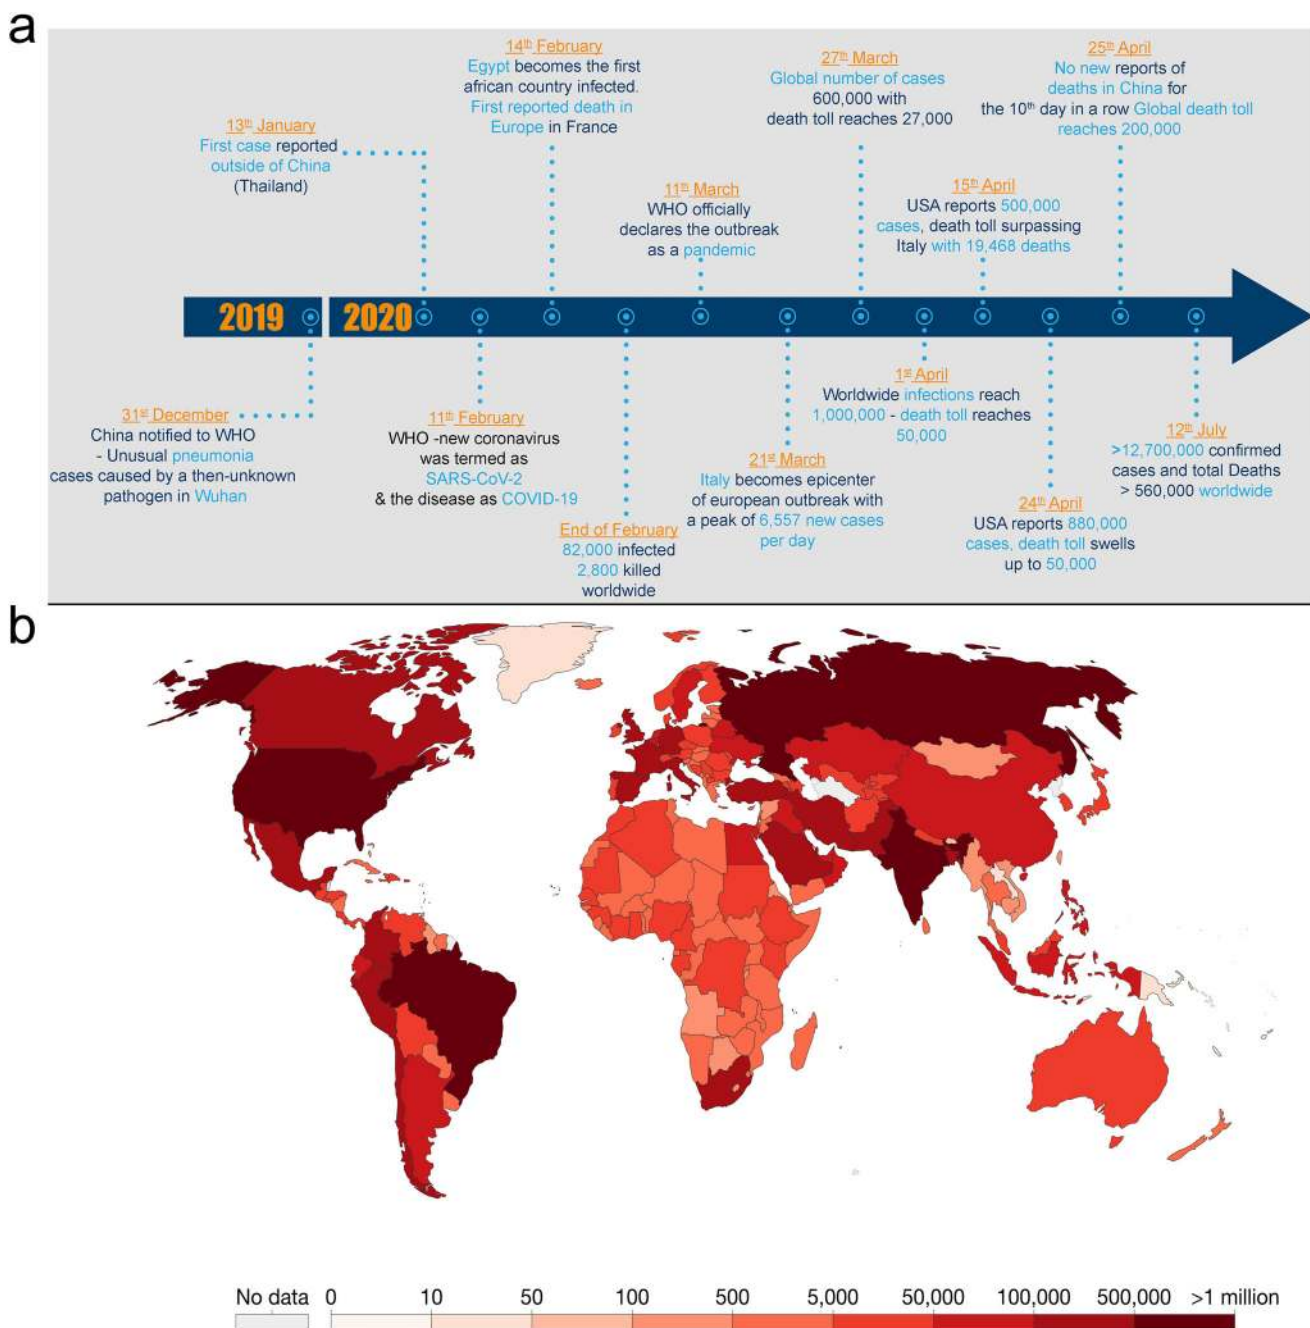 a
14th February
Egypt becomes the first
african country infected.
First reported death in
Europe in France
27th March
Global number of cases
600,000 with
death toll reaches 27,000
25th April
No new reports of
deaths in China for
the 10th day in a row Global death toll
reaches 200,000
13th January
First case reported
outside of China
(Thailand)
11th March
WHO officially
declares the outbreak
as a pandemic
15th April
USA reports 500,000
cases, death toll surpassing
Italy with 19,468 deaths
2019
2020
31st December
China notified to WHO
- Unusual pneumonia
cases caused by a then-unknown
pathogen in Wuhan
11th February
WHO -new coronavirus
was termed as
SARS-CoV-2
& the disease as COVID-19
End of February
82,000 infected
2,800 killed
worldwide
21st March
Italy becomes epicenter
of european outbreak with
a peak of 6,557 new cases
per day
1st April
Worldwide infections reach
1,000,000 - death toll reaches
50,000
24th April
USA reports 880,000
cases, death toll swells
up to 50,000
12th July
>12,700,000 confirmed
cases and total Deaths
> 560,000 worldwide
b
No data 0 10 50 100 500 5,000 50,000 100,000 500,000 >1 million